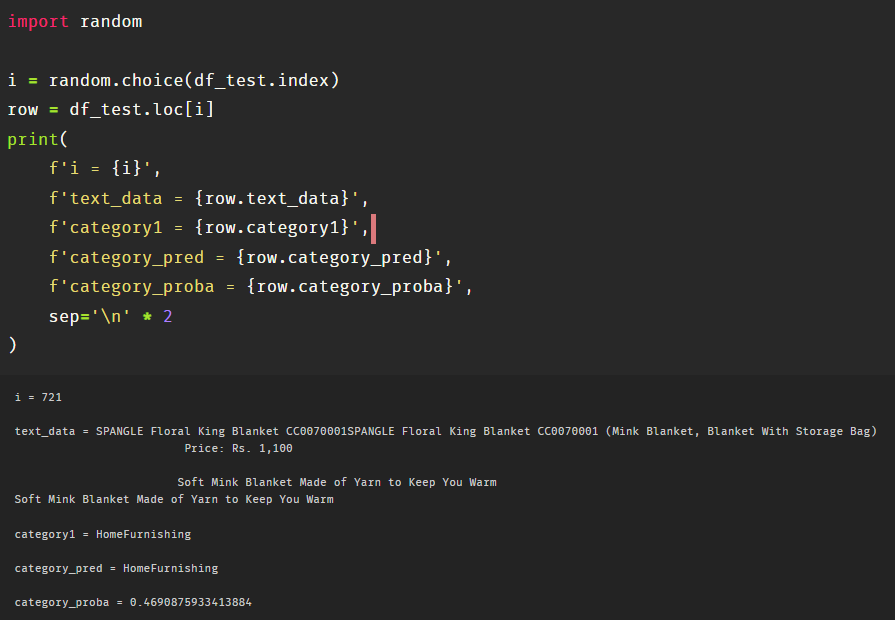 import random
i = random.choice(df_test.index)
row = df_test.loc[i]
print(
    f'i = {i}',
    f'text_data = {row.text_data}',
    f'category1 = {row.category1}',
    f'category_pred = {row.category_pred}',
    f'category_proba = {row.category_proba}',
    sep='\n' * 2
)
i = 721
text_data = SPANGLE Floral King Blanket CC0070001SPANGLE Floral King Blanket CC0070001 (Mink Blanket, Blanket With Storage Bag)
Price: Rs. 1,100
Soft Mink Blanket Made of Yarn to Keep You Warm
Soft Mink Blanket Made of Yarn to Keep You Warm
category1 = HomeFurnishing
category_pred = HomeFurnishing
category_proba = 0.4690875933413884